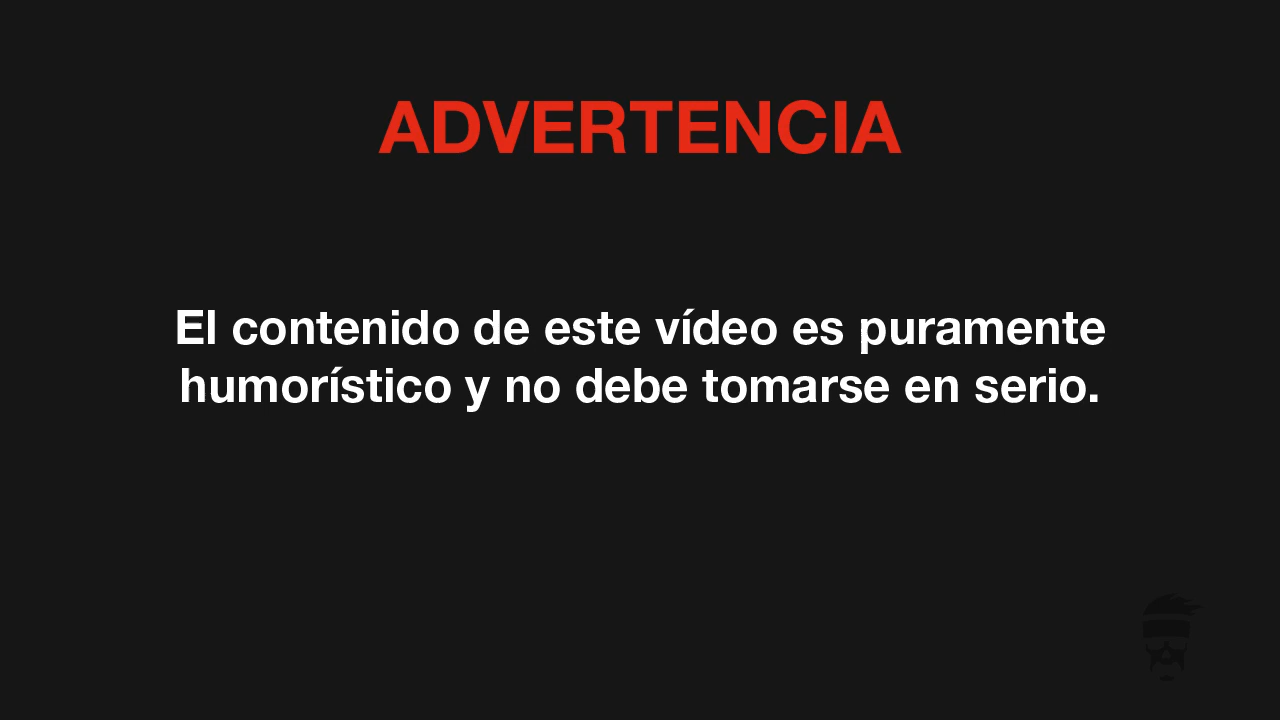 ADVERTENCIA
El contenido de este vídeo es puramente
humorístico y no debe tomarse en serio.